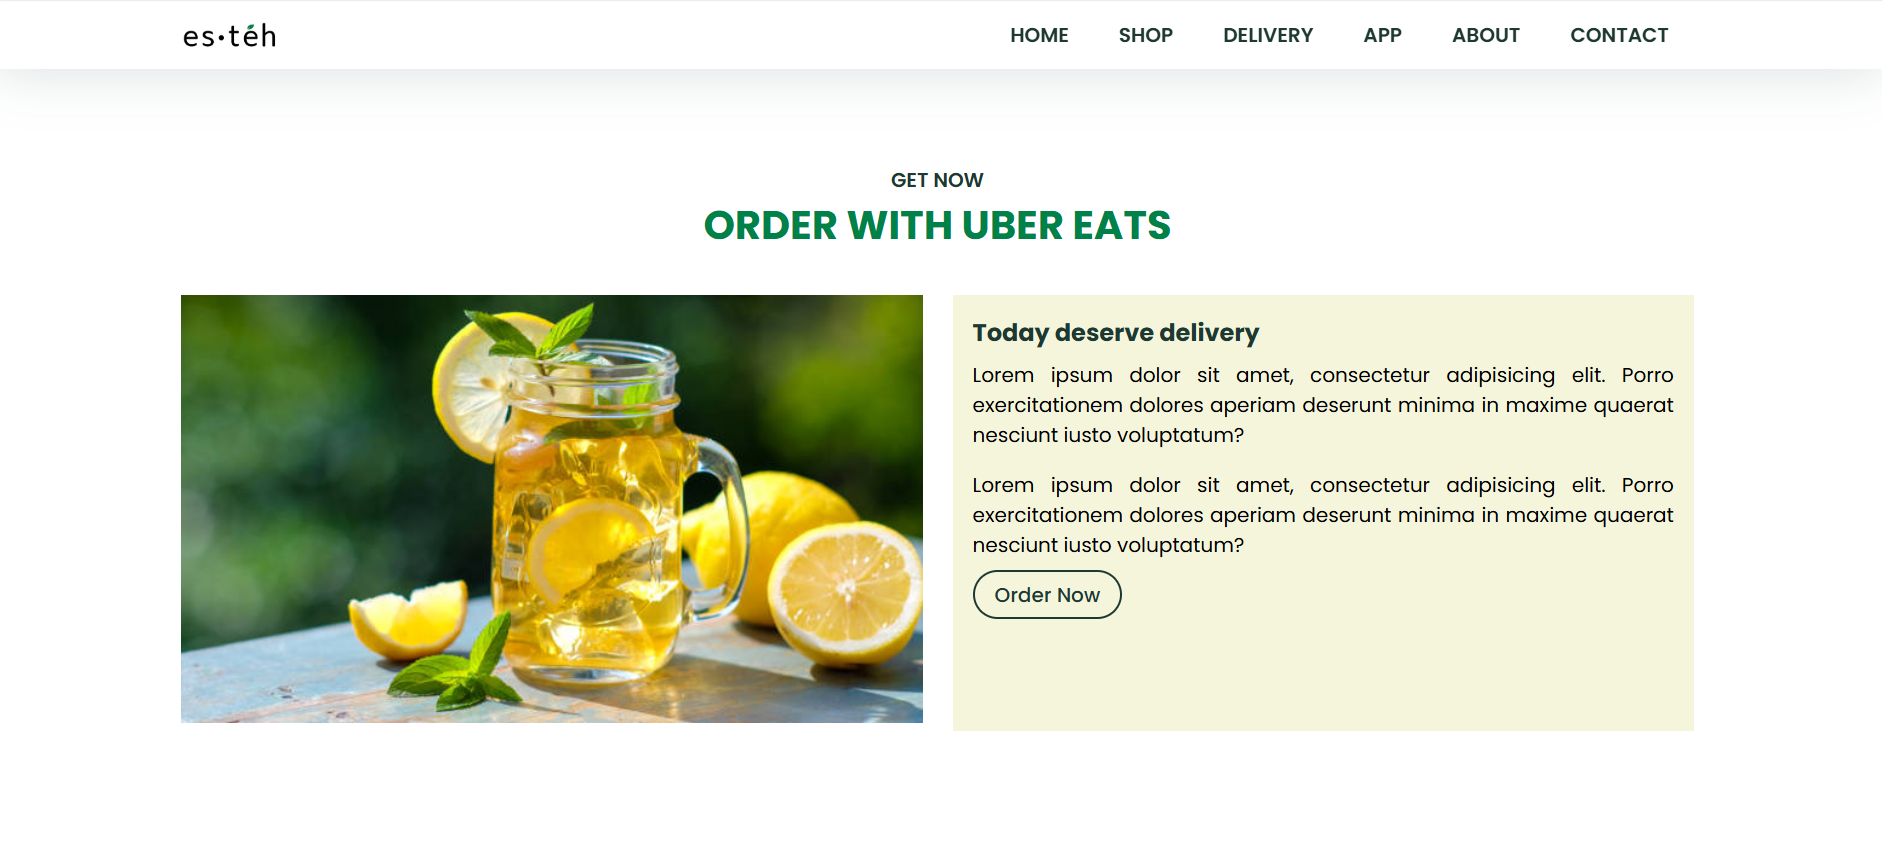 es·téh
HOME SHOP DELIVERY APP ABOUT CONTACT
GET NOW
ORDER WITH UBER EATS
Today deserve delivery
Lorem ipsum dolor sit amet, consectetur adipisicing elit. Porro
exercitationem dolores aperiam deserunt minima in maxime quaerat
nesciunt iusto voluptatum?
Lorem ipsum dolor sit amet, consectetur adipisicing elit. Porro
exercitationem dolores aperiam deserunt minima in maxime quaerat
nesciunt iusto voluptatum?
Order Now